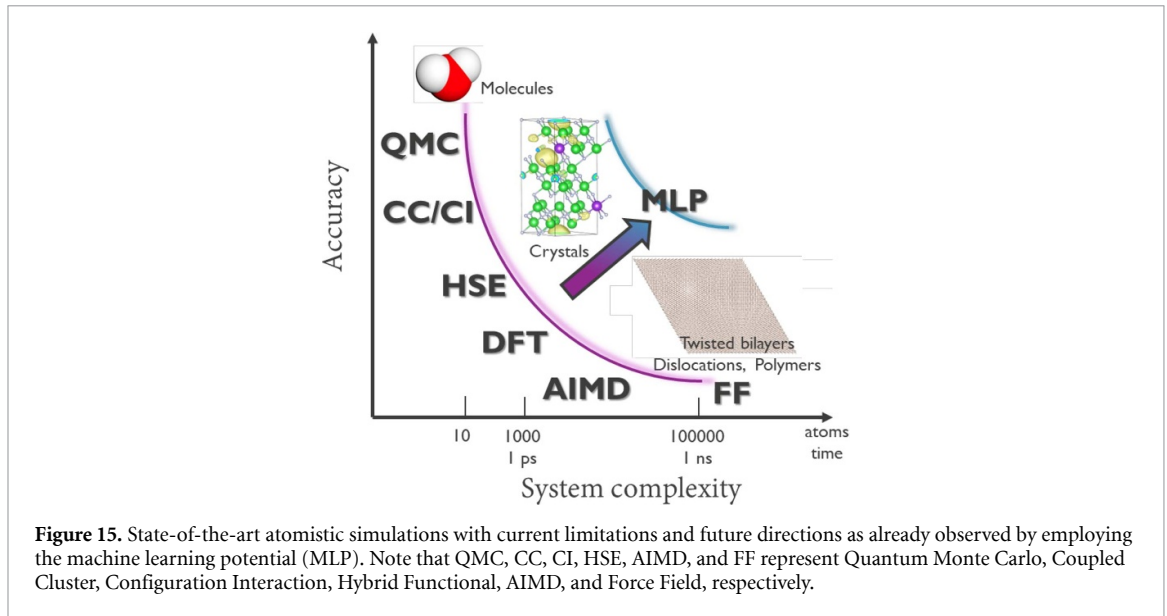 Accuracy
Molecules
QMC
CC/CI
HSE
DFT
AIMD
FF
MLP
Crystals
Twisted bilayers
Dislocations, Polymers
10
1000
100000
atoms
1 ps
1 ns
time
System complexity
Figure 15. State-of-the-art atomistic simulations with current limitations and future directions as already observed by employing
the machine learning potential (MLP). Note that QMC, CC, CI, HSE, AIMD, and FF represent Quantum Monte Carlo, Coupled
Cluster, Configuration Interaction, Hybrid Functional, AIMD, and Force Field, respectively.